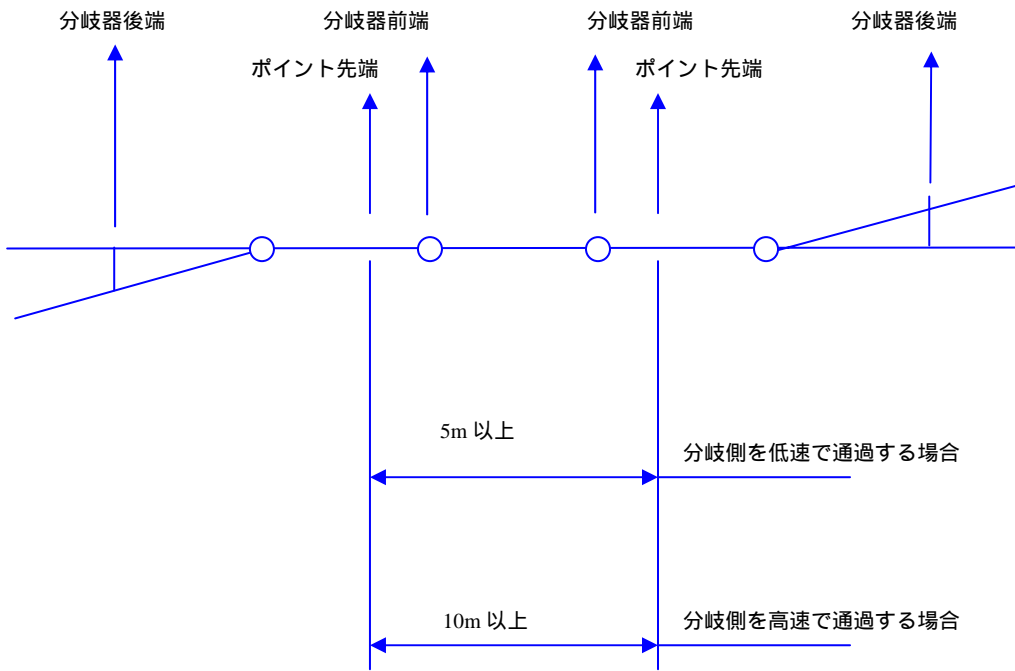 分岐器後端
分岐器前端
分岐器前端
分岐器後端
ポイント先端
ポイント先端
5m 以上
分岐側を低速で通過する場合
10m 以上
分岐側を高速で通過する場合